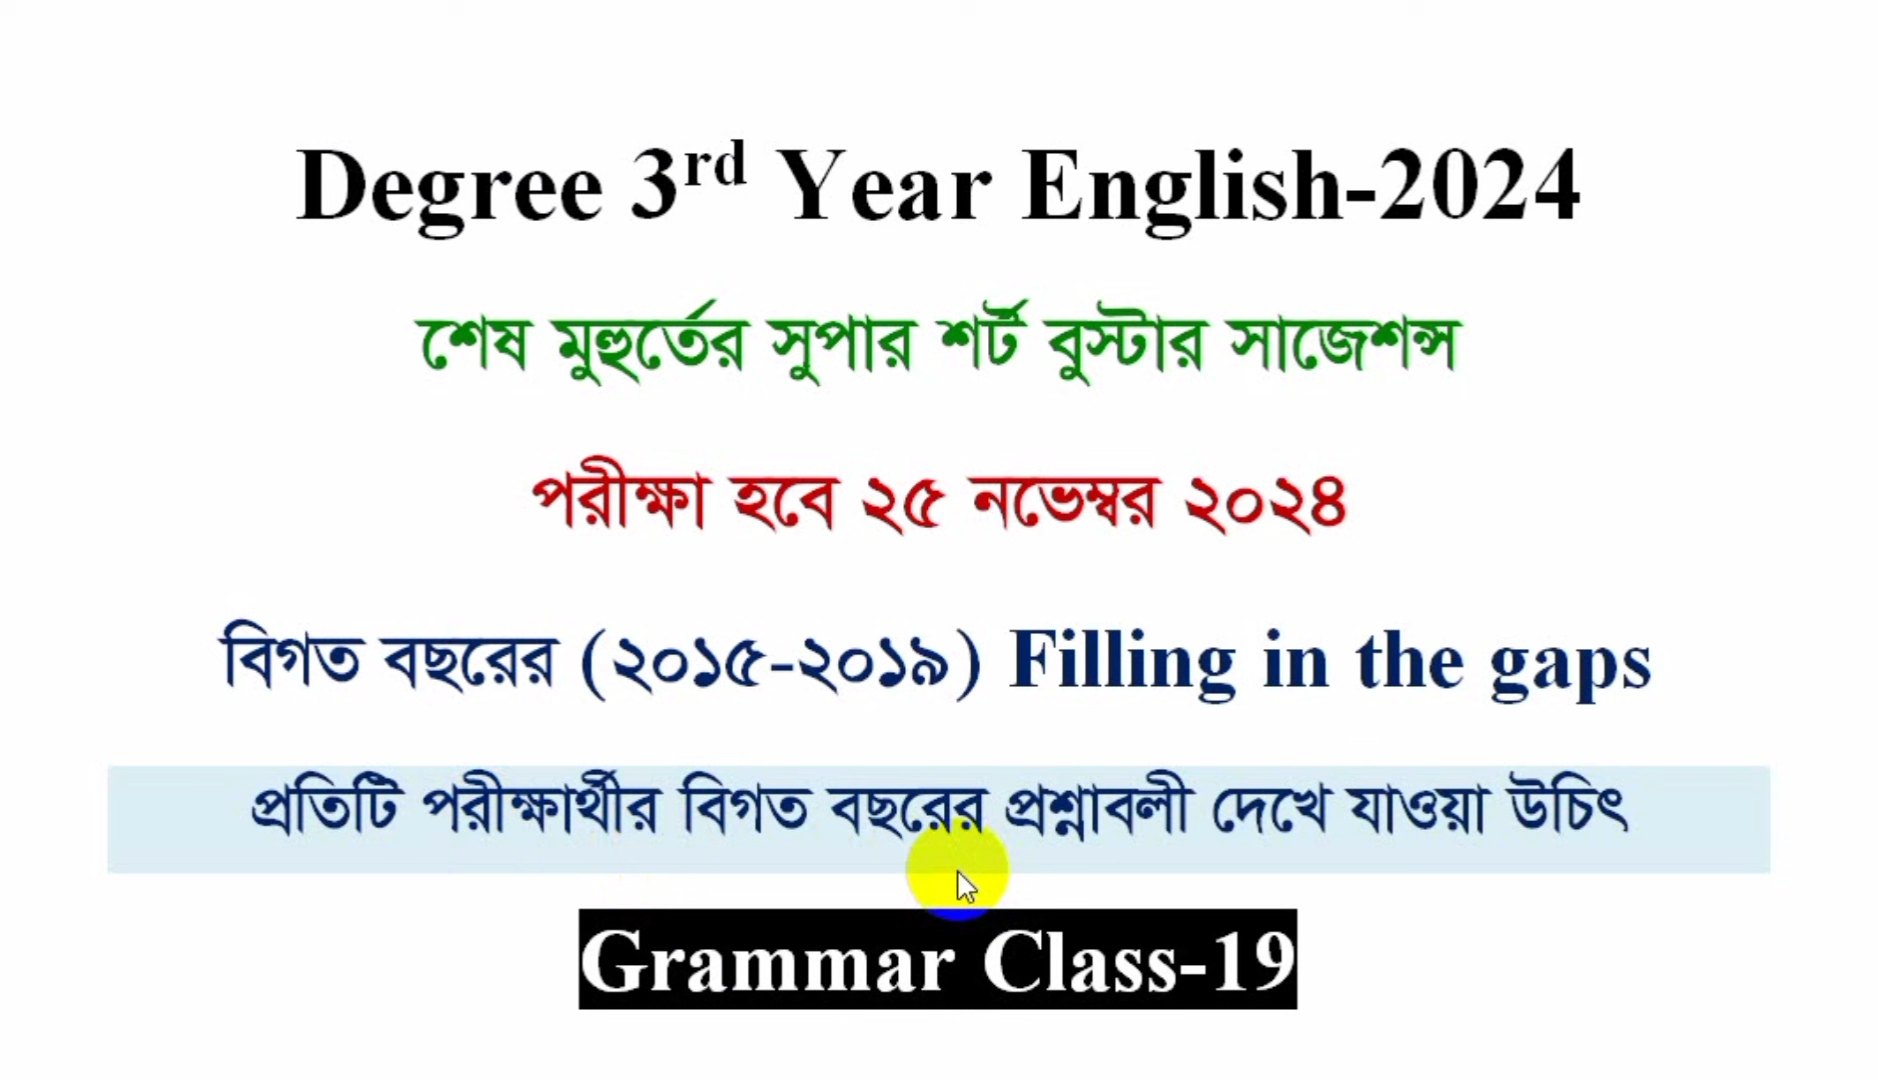 Degree 3rd Year English-2024
শেষ মুহুর্তের সুপার শর্ট বুস্টার সাজেশন্স
পরীক্ষা হবে ২৫ নভেম্বর ২০২৪
বিগত বছরের (২০১৫-২০১৯) Filling in the gaps
প্রতিটি পরীক্ষার্থীর বিগত বছরের প্রশ্নাবলী দেখে যাওয়া উচিৎ
Grammar Class-19